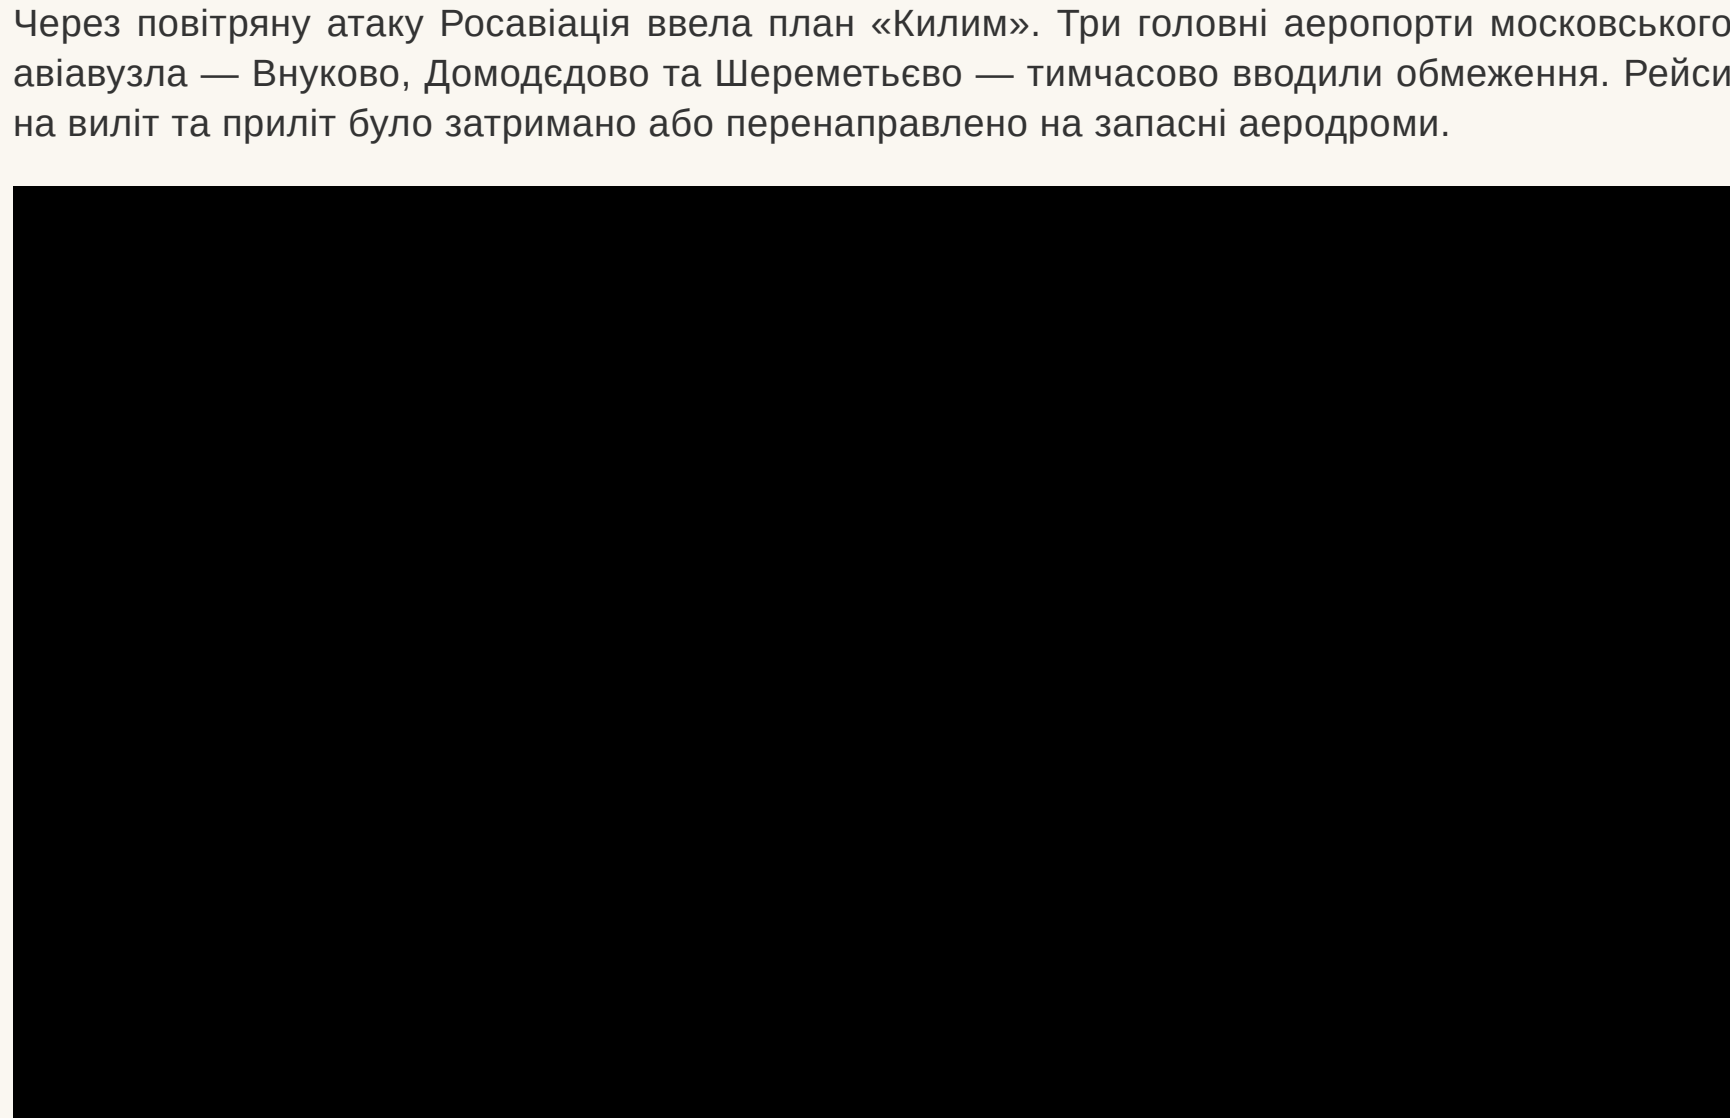 Через повітряну атаку Росавіація ввела план «Килим». Три головні аеропорти московського
авіавузла — Внуково, Домодєдово та Шереметьєво — тимчасово вводили обмеження. Рейси
на виліт та приліт було затримано або перенаправлено на запасні аеродроми.